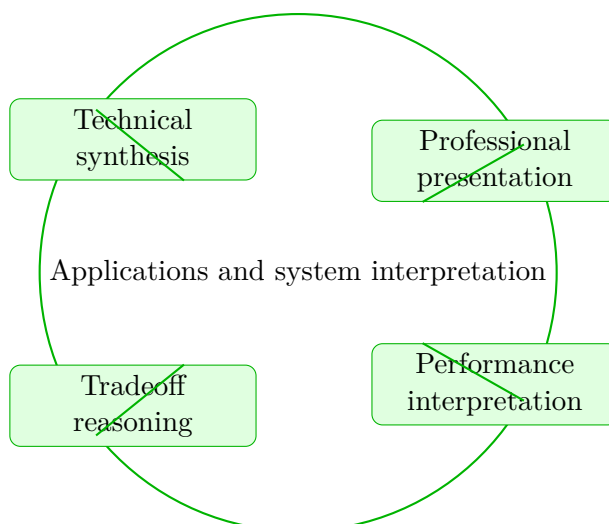 Technical
synthesis
Professional
presentation
Applications and system interpretation
Tradeoff
reasoning
Performance
interpretation